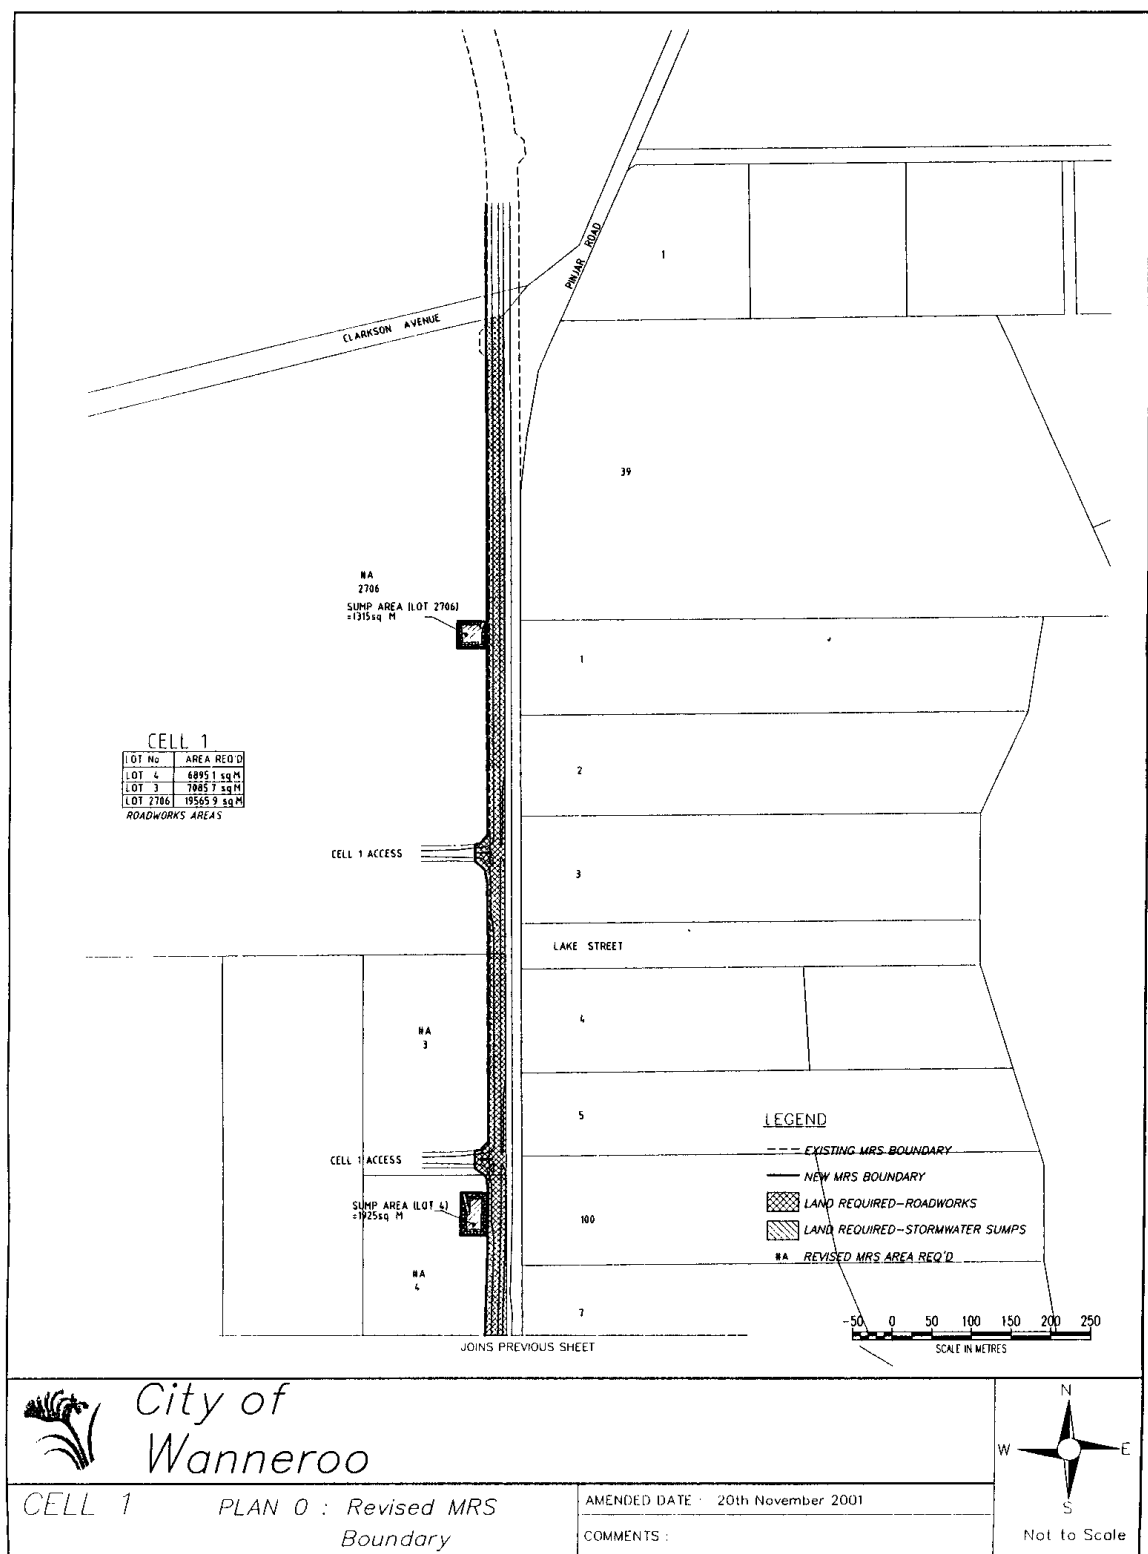 PINJAR ROAD
1
CLARKSON AVENUE
39
#A
2706
SUMP AREA (LOT 2706)
=1315sq M
1
CELL 1
LOT No AREA REQ'D
LOT 4 6895.1 sq M
LOT 3 7085.7 sq M
LOT 2706 19565.9 sq M
ROADWORKS AREAS
2
CELL 1 ACCESS
3
LAKE STREET
#A
3
4
5
CELL 1 ACCESS
SUMP AREA (LOT 4)
=1925sq M
100
#A
4
7
LEGEND
EXISTING MRS BOUNDARY
NEW MRS BOUNDARY
LAND REQUIRED-ROADWORKS
LAND REQUIRED-STORMWATER SUMPS
#A REVISED MRS AREA REQ'D
-50 0 50 100 150 200 250
SCALE IN METRES
JOINS PREVIOUS SHEET
City of
Wanneroo
CELL 1
PLAN 0 : Revised MRS
Boundary
AMENDED DATE : 20th November 2001
COMMENTS :
N
W E
S
Not to Scale